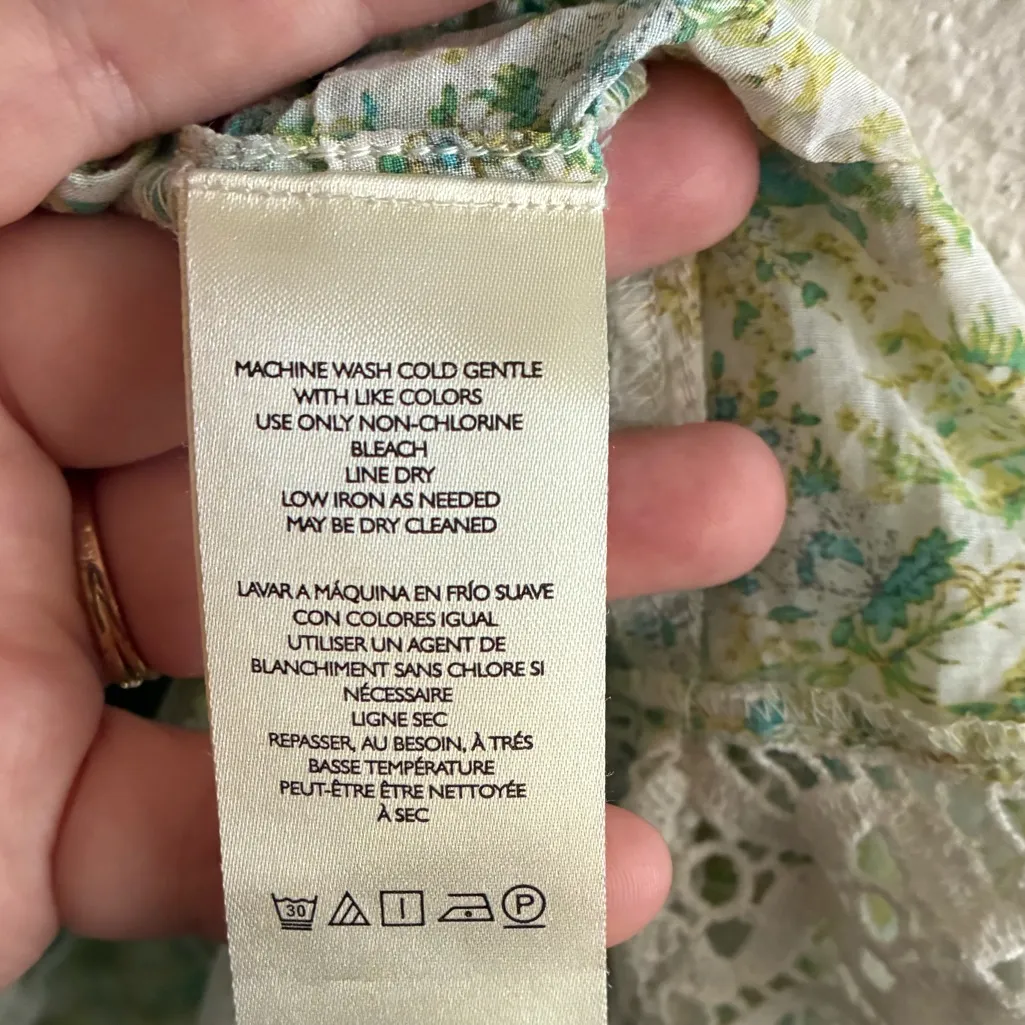 MACHINE WASH COLD GENTLE
WITH LIKE COLORS
USE ONLY NON-CHLORINE
BLEACH
LINE DRY
LOW IRON AS NEEDED
MAY BE DRY CLEANED
LAVAR A MÁQUINA EN FRÍO SUAVE
CON COLORES IGUAL
UTILISER UN AGENT DE
BLANCHIMENT SANS CHLORE SI
NÉCESSAIRE
LIGNE SEC
REPASSER, AU BESOIN, À TRÉS
BASSE TEMPÉRATURE
PEUT-ÊTRE ÊTRE NETTOYÉE
À SEC
30 P